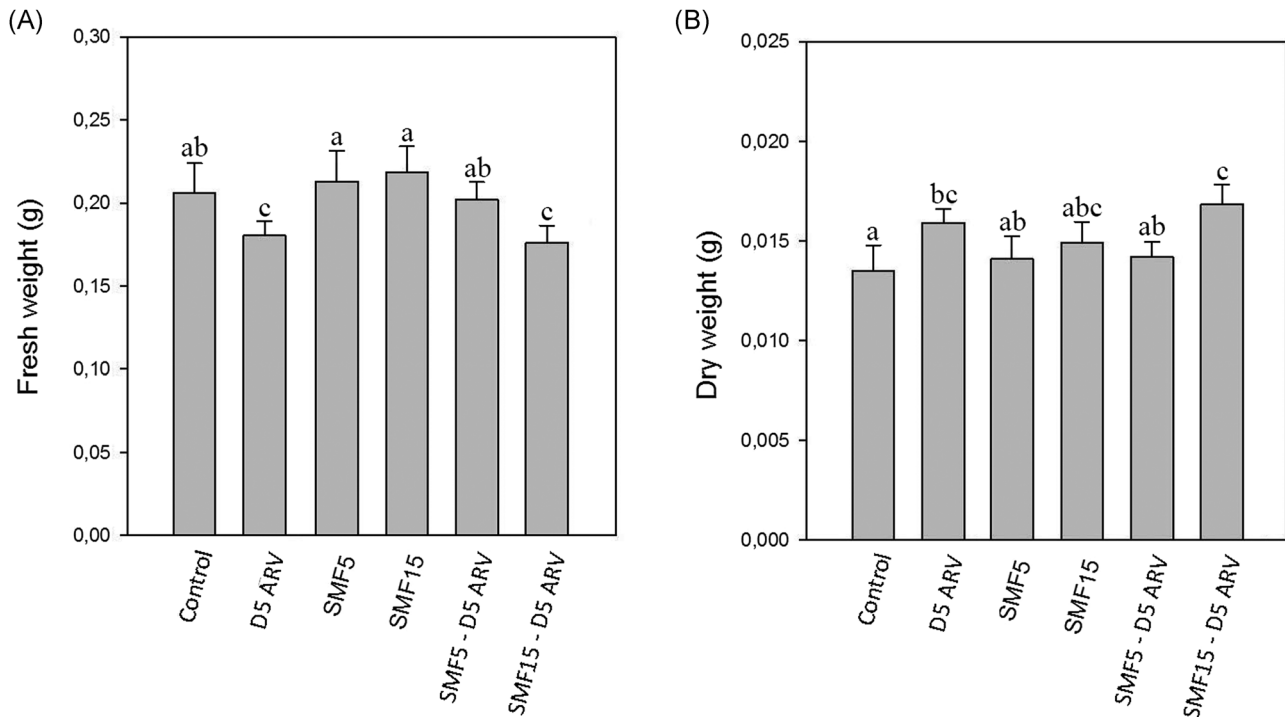 (A)
Fresh weight (g)
0,30
0,25
0,20
0,15
0,10
0,05
0,00
ab
c
a
a
ab
c
Control
D5 ARV
SMF5
SMF15
SMF5 - D5 ARV
SMF15 - D5 ARV
(B)
Dry weight (g)
0,025
0,020
0,015
0,010
0,005
0,000
a
bc
ab
abc
ab
c
Control
D5 ARV
SMF5
SMF15
SMF5 - D5 ARV
SMF15 - D5 ARV